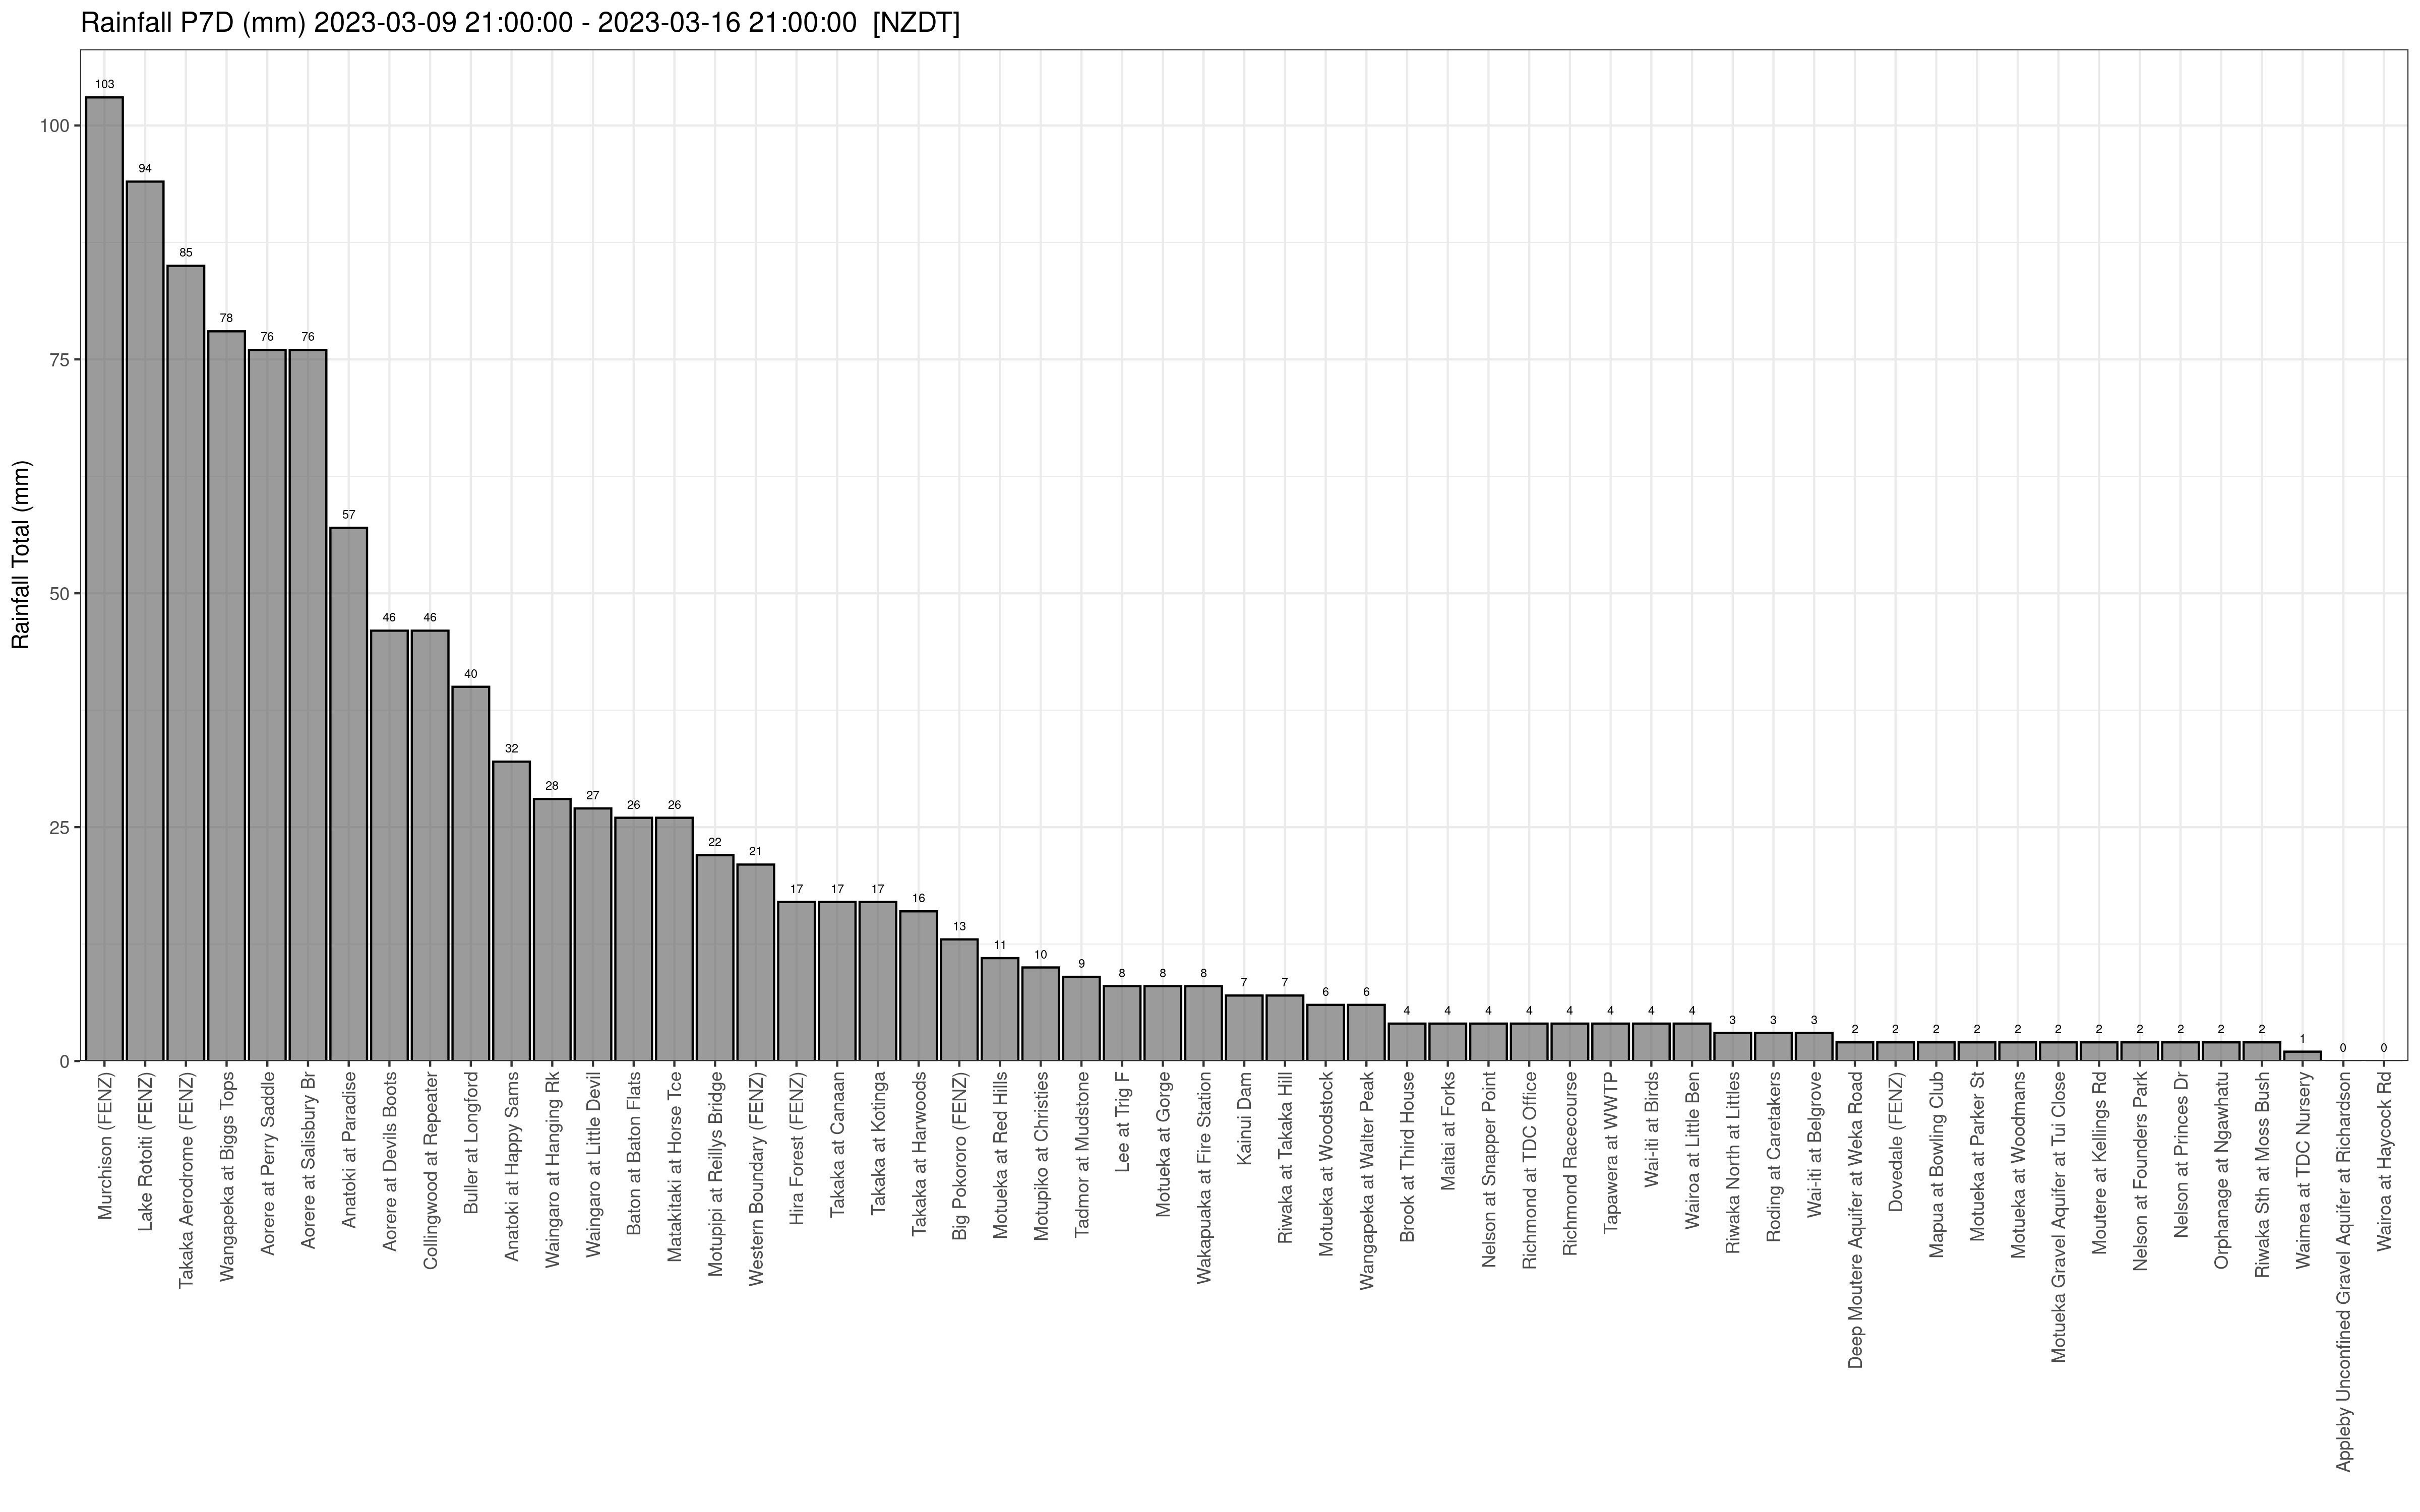 Rainfall P7D (mm) 2023-03-09 21:00:00 - 2023-03-16 21:00:00 [NZDT]
Rainfall Total (mm)
100
75
50
25
0
103
94
85
78
76
76
57
46
46
40
32
28
27
26
26
22
21
17
17
17
16
13
11
10
9
8
8
8
7
7
6
6
4
4
4
4
4
4
4
4
3
3
3
2
2
2
2
2
2
2
2
2
2
2
1
0
0
Murchison (FENZ)
Lake Rotoiti (FENZ)
Takaka Aerodrome (FENZ)
Wangapeka at Biggs Tops
Aorere at Perry Saddle
Aorere at Salisbury Br
Anatoki at Paradise
Aorere at Devils Boots
Collingwood at Repeater
Buller at Longford
Anatoki at Happy Sams
Waingaro at Hanging Rk
Waingaro at Little Devil
Baton at Baton Flats
Matakitaki at Horse Tce
Motupipi at Reillys Bridge
Western Boundary (FENZ)
Hira Forest (FENZ)
Takaka at Canaan
Takaka at Kotinga
Takaka at Harwoods
Big Pokororo (FENZ)
Motueka at Red Hills
Motupiko at Christies
Tadmor at Mudstone
Lee at Trig F
Motueka at Gorge
Wakapuaka at Fire Station
Kainui Dam
Riwaka at Takaka Hill
Motueka at Woodstock
Wangapeka at Walter Peak
Brook at Third House
Maitai at Forks
Nelson at Snapper Point
Richmond at TDC Office
Richmond Racecourse
Tapawera at WWTP
Wai-iti at Birds
Wairoa at Little Ben
Riwaka North at Littles
Roding at Caretakers
Wai-iti at Belgrove
Deep Moutere Aquifer at Weka Road
Dovedale (FENZ)
Mapua at Bowling Club
Motueka at Parker St
Motueka at Woodmans
Motueka Gravel Aquifer at Tui Close
Moutere at Kellings Rd
Nelson at Founders Park
Nelson at Princes Dr
Orphanage at Ngawhatu
Riwaka Sth at Moss Bush
Waimea at TDC Nursery
Appleby Unconfined Gravel Aquifer at Richardson
Wairoa at Haycock Rd